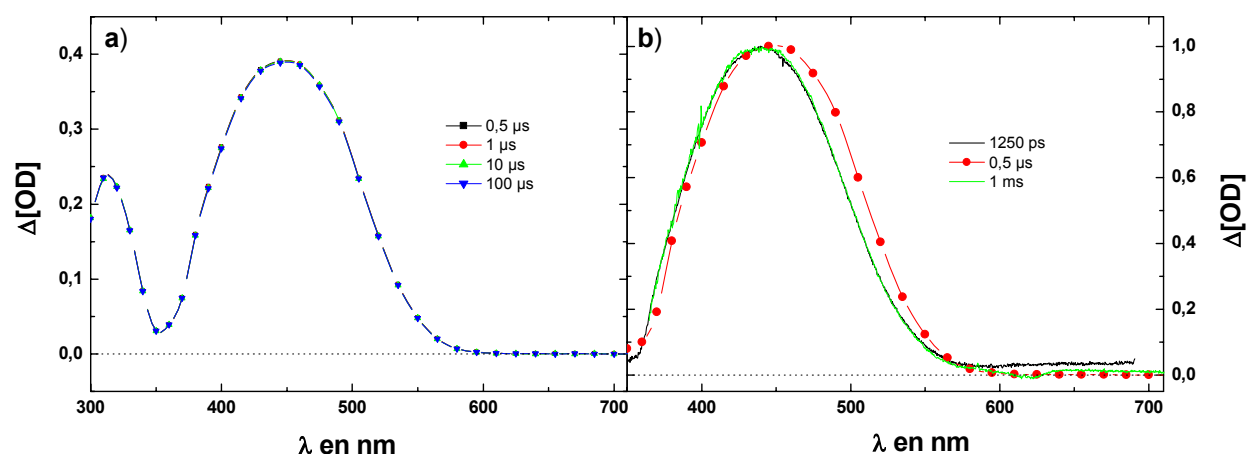 a)
Δ[OD]
0,4
0,3
0,2
0,1
0,0
300
400
500
600
700
λ en nm
0,5 µs
1 µs
10 µs
100 µs
b)
1250 ps
0,5 µs
1 ms
400
500
600
700
λ en nm
1,0
0,8
0,6
0,4
0,2
0,0
Δ[OD]